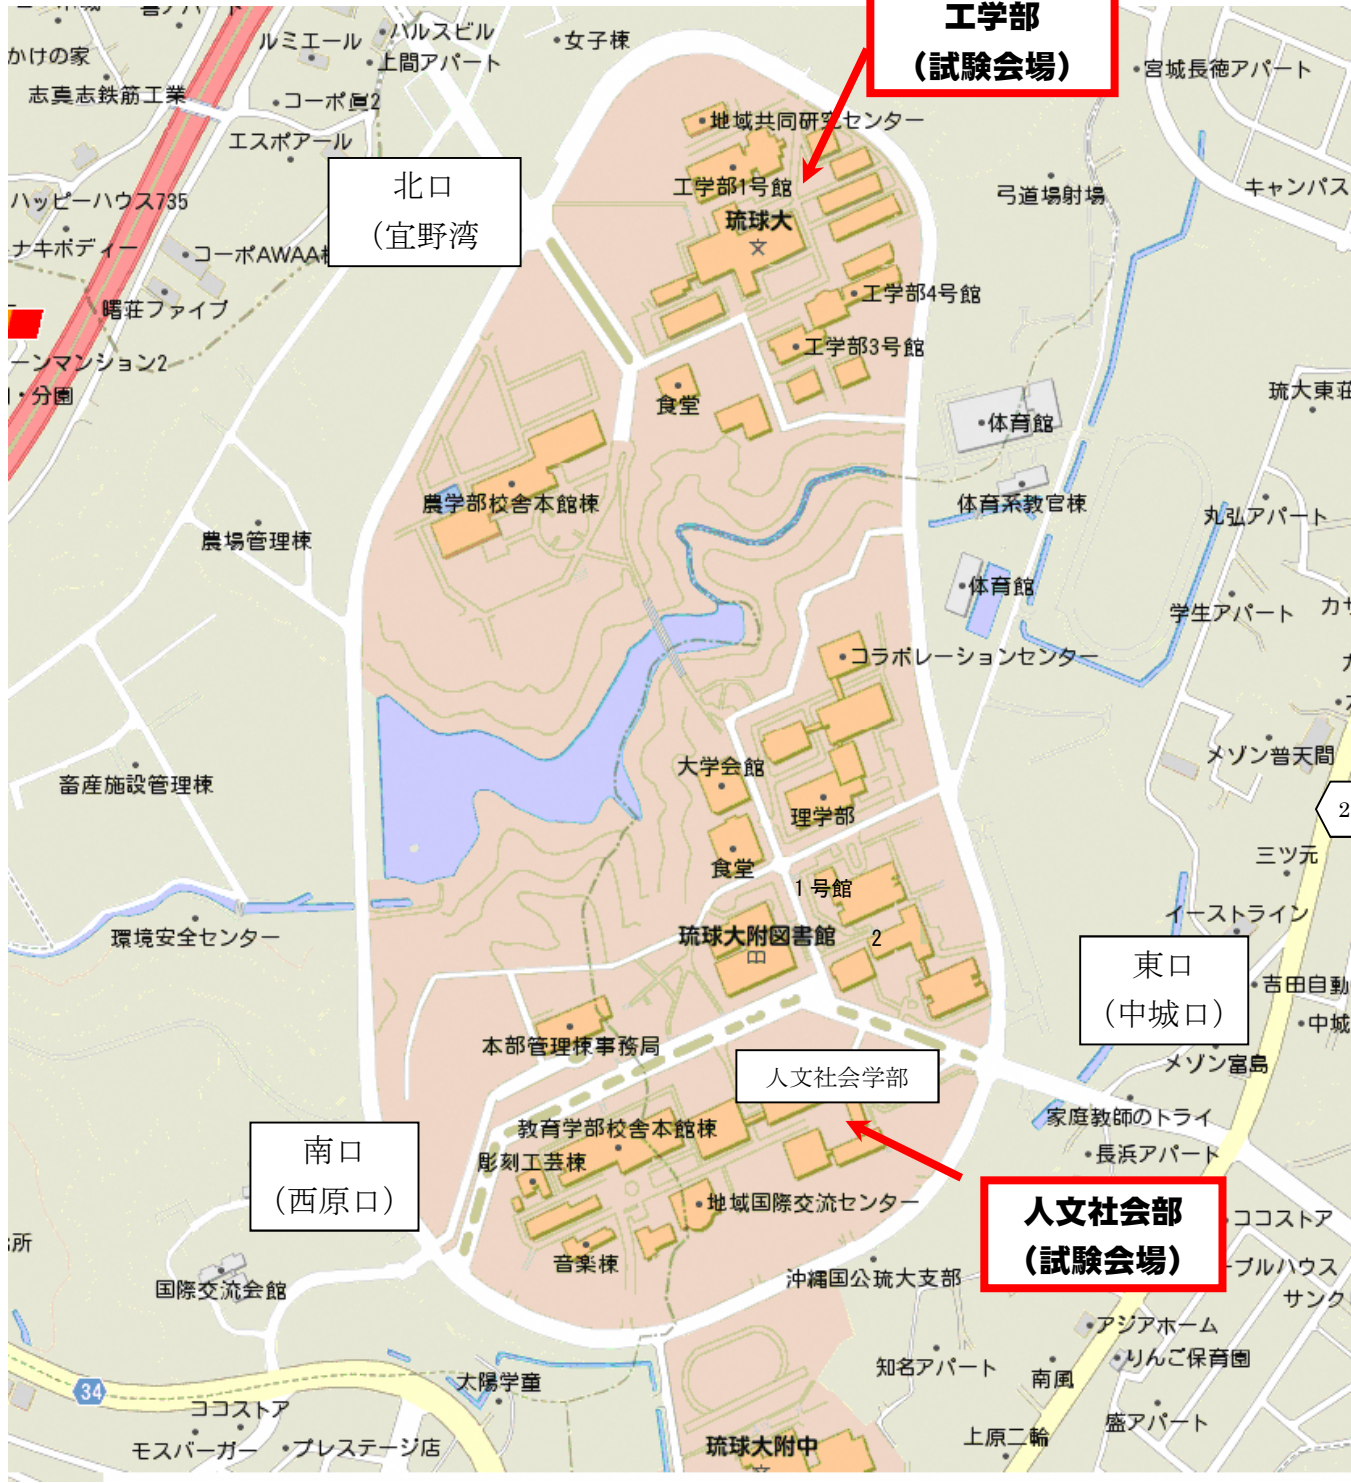 工学部
（試験会場）
ルミエール
パルスビル
上間アパート
女子棟
かけの家
志真志鉄筋工業
コーポ眞2
エスポアール
宮城長徳アパート
地域共同研究センター
北口
（宜野湾
工学部1号館
琉球大
文
弓道場射場
キャンパス
ハッピーハウス735
ナキボディー
コーポAWAA
曙荘ファイブ
工学部4号館
工学部3号館
ーンマンション2
・分園
食堂
琉大東荘
体育館
農学部校舎本館棟
体育系教官棟
丸弘アパート
農場管理棟
体育館
学生アパート
コラボレーションセンター
大学会館
メゾン普天間
畜産施設管理棟
理学部
2
食堂
三ツ元
1号館
イーストライン
環境安全センター
琉球大附図書館
2
東口
（中城口）
吉田自動
中城
本部管理棟事務局
人文社会学部
メゾン富島
家庭教師のトライ
教育学部校舎本館棟
長浜アパート
南口
（西原口）
彫刻工芸棟
地域国際交流センター
人文社会部
（試験会場）
ココストア
音楽棟
国際交流会館
沖縄国公琉大支部
ーブルハウス
サンク
アジアホーム
りんご保育園
知名アパート
南風
34
太陽学童
ココストア
盛アパート
モスバーガー
プレステージ店
琉球大附中
上原二輪